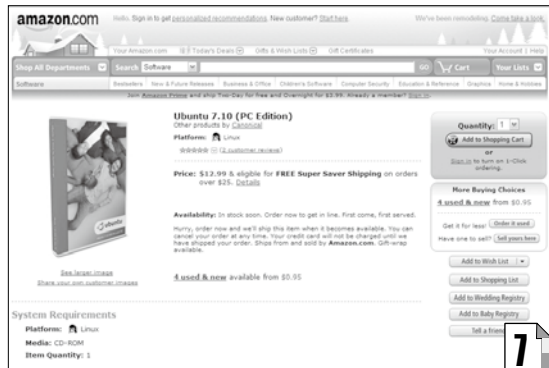 amazon.com
Hello. Sign in to get personalized recommendations. New customer? Start here.
We've been remodeling. Come take a look.
Your Amazon.com
Today's Deals
Gifts & Wish Lists
Gift Certificates
Your Account | Help
Shop All Departments
Search Software
GO
Cart
Your Lists
Software
Bestsellers
New & Future Releases
Business & Office
Children's Software
Computer Security
Education & Reference
Graphics
Home & Hobbies
Join Amazon Prime and ship Two-Day for free and Overnight for $3.99. Already a member? Sign in.
ubuntu
See larger image
Share your own customer images
Ubuntu 7.10 (PC Edition)
Other products by Canonical
Platform: Linux
(2 customer reviews)
Price: $12.99 & eligible for FREE Super Saver Shipping on orders
over $25. Details
Availability: In stock soon. Order now to get in line. First come, first served.
Hurry, order now and we'll ship this item when it becomes available. You can
cancel your order at any time. Your credit card will not be charged until we
have shipped your order. Ships from and sold by Amazon.com. Gift-wrap
available.
4 used & new available from $0.95
Quantity: 1
Add to Shopping Cart
or
Sign in to turn on 1-Click
ordering.
More Buying Choices
4 used & new from $0.95
Get it for less! Order it used
Have one to sell? Sell yours here
Add to Wish List
Add to Shopping List
Add to Wedding Registry
Add to Baby Registry
Tell a friend
System Requirements
Platform: Linux
Media: CD-ROM
Item Quantity: 1
7